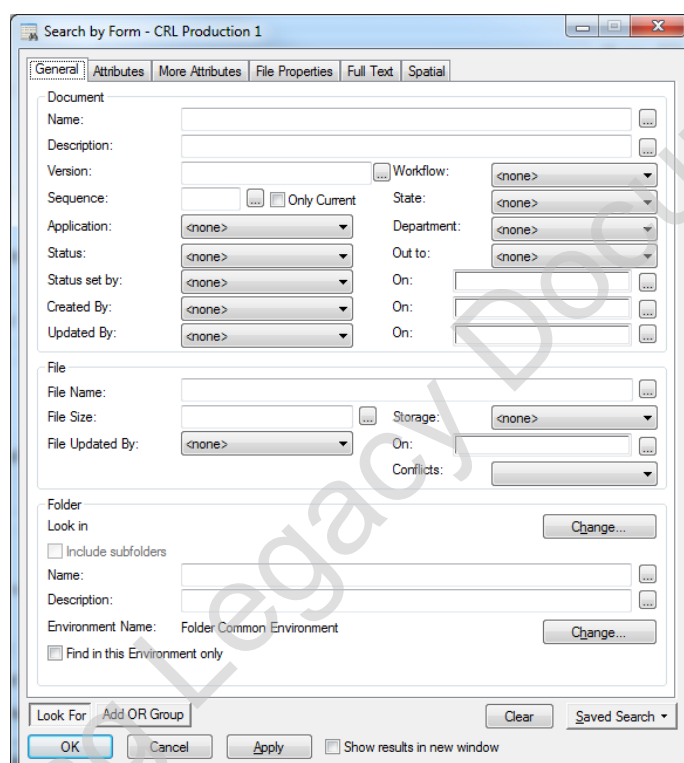 Search by Form - CRL Production 1
General Attributes More Attributes File Properties Full Text Spatial
Document
Name: ...
Description: ...
Version: ... Workflow: <none>
Sequence: ... Only Current State: <none>
Application: <none> Department: <none>
Status: <none> Out to: <none>
Status set by: <none> On: ...
Created By: <none> On: ...
Updated By: <none> On: ...
File
File Name: ...
File Size: ... Storage: <none>
File Updated By: <none> On: ...
Conflicts:
Folder
Look in Change...
Include subfolders
Name: ...
Description: ...
Environment Name: Folder Common Environment Change...
Find in this Environment only
Look For Add OR Group Clear Saved Search
OK Cancel Apply Show results in new window
Legacy